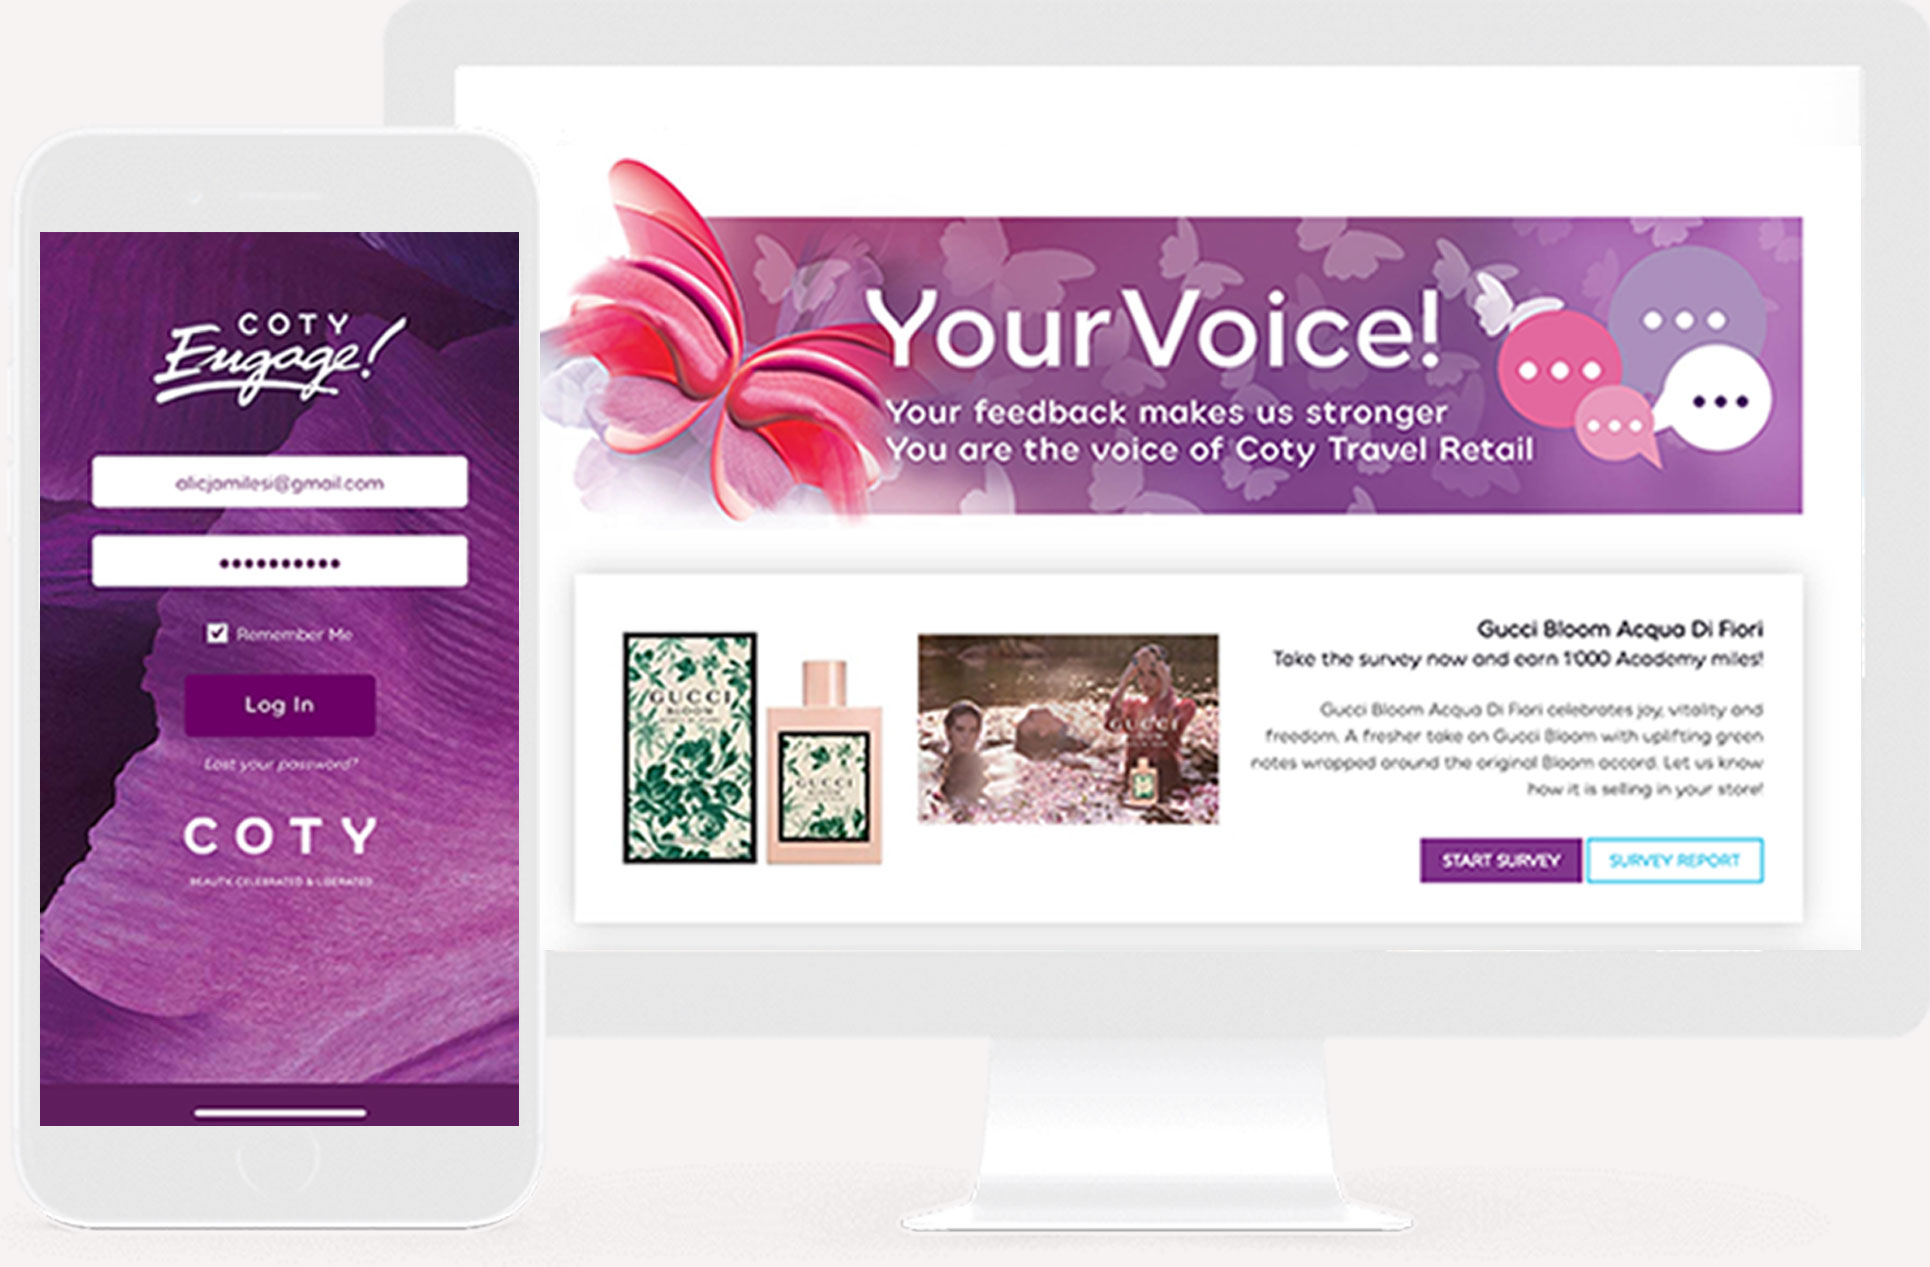 COTY
Engage!
alicjamilesi@gmail.com
Remember Me
Log In
Lost your password?
COTY
BEAUTY, CELEBRATED & LIBERATED
Your Voice!
Your feedback makes us stronger
You are the voice of Coty Travel Retail
GUCCI
BLOOM
GUCCI
GUCCI
Gucci Bloom Acqua Di Fiori
Take the survey now and earn 1'000 Academy miles!
Gucci Bloom Acqua Di Fiori celebrates joy, vitality and
freedom. A fresher take on Gucci Bloom with uplifting green
notes wrapped around the original Bloom accord. Let us know
how it is selling in your store!
START SURVEY
SURVEY REPORT